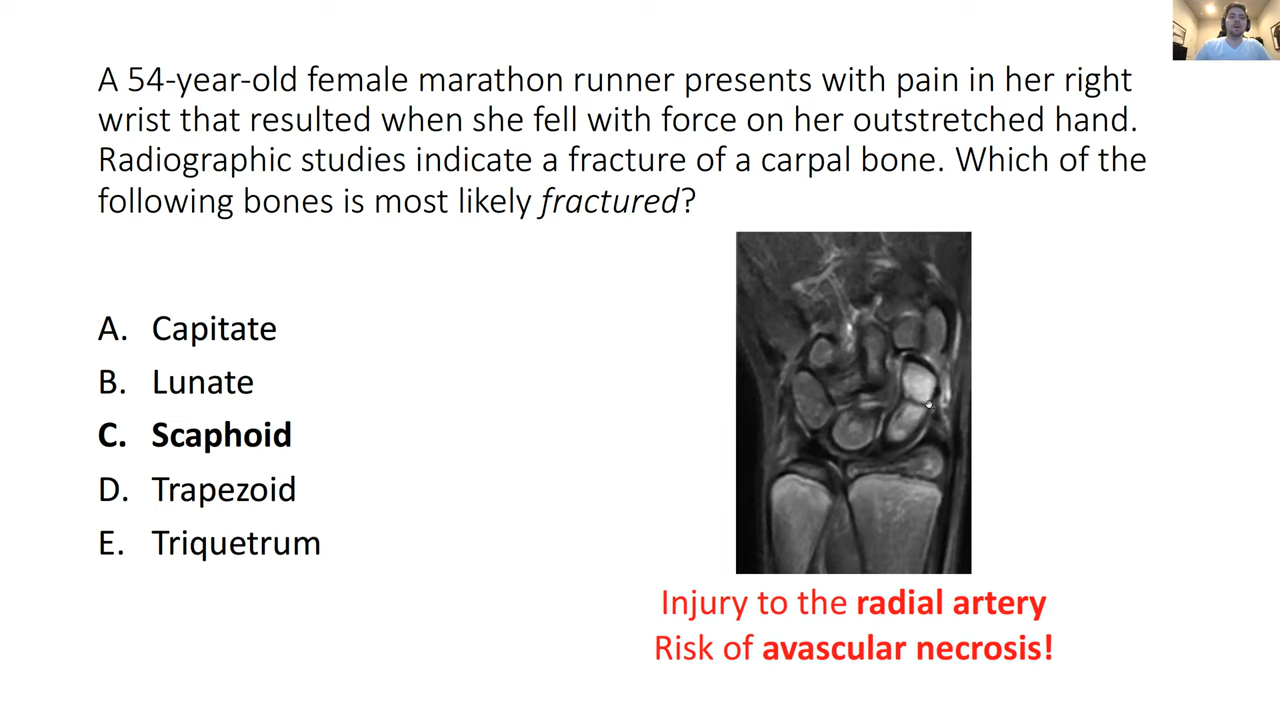 A 54-year-old female marathon runner presents with pain in her right
wrist that resulted when she fell with force on her outstretched hand.
Radiographic studies indicate a fracture of a carpal bone. Which of the
following bones is most likely fractured?
A. Capitate
B. Lunate
C. Scaphoid
D. Trapezoid
E. Triquetrum
Injury to the radial artery
Risk of avascular necrosis!